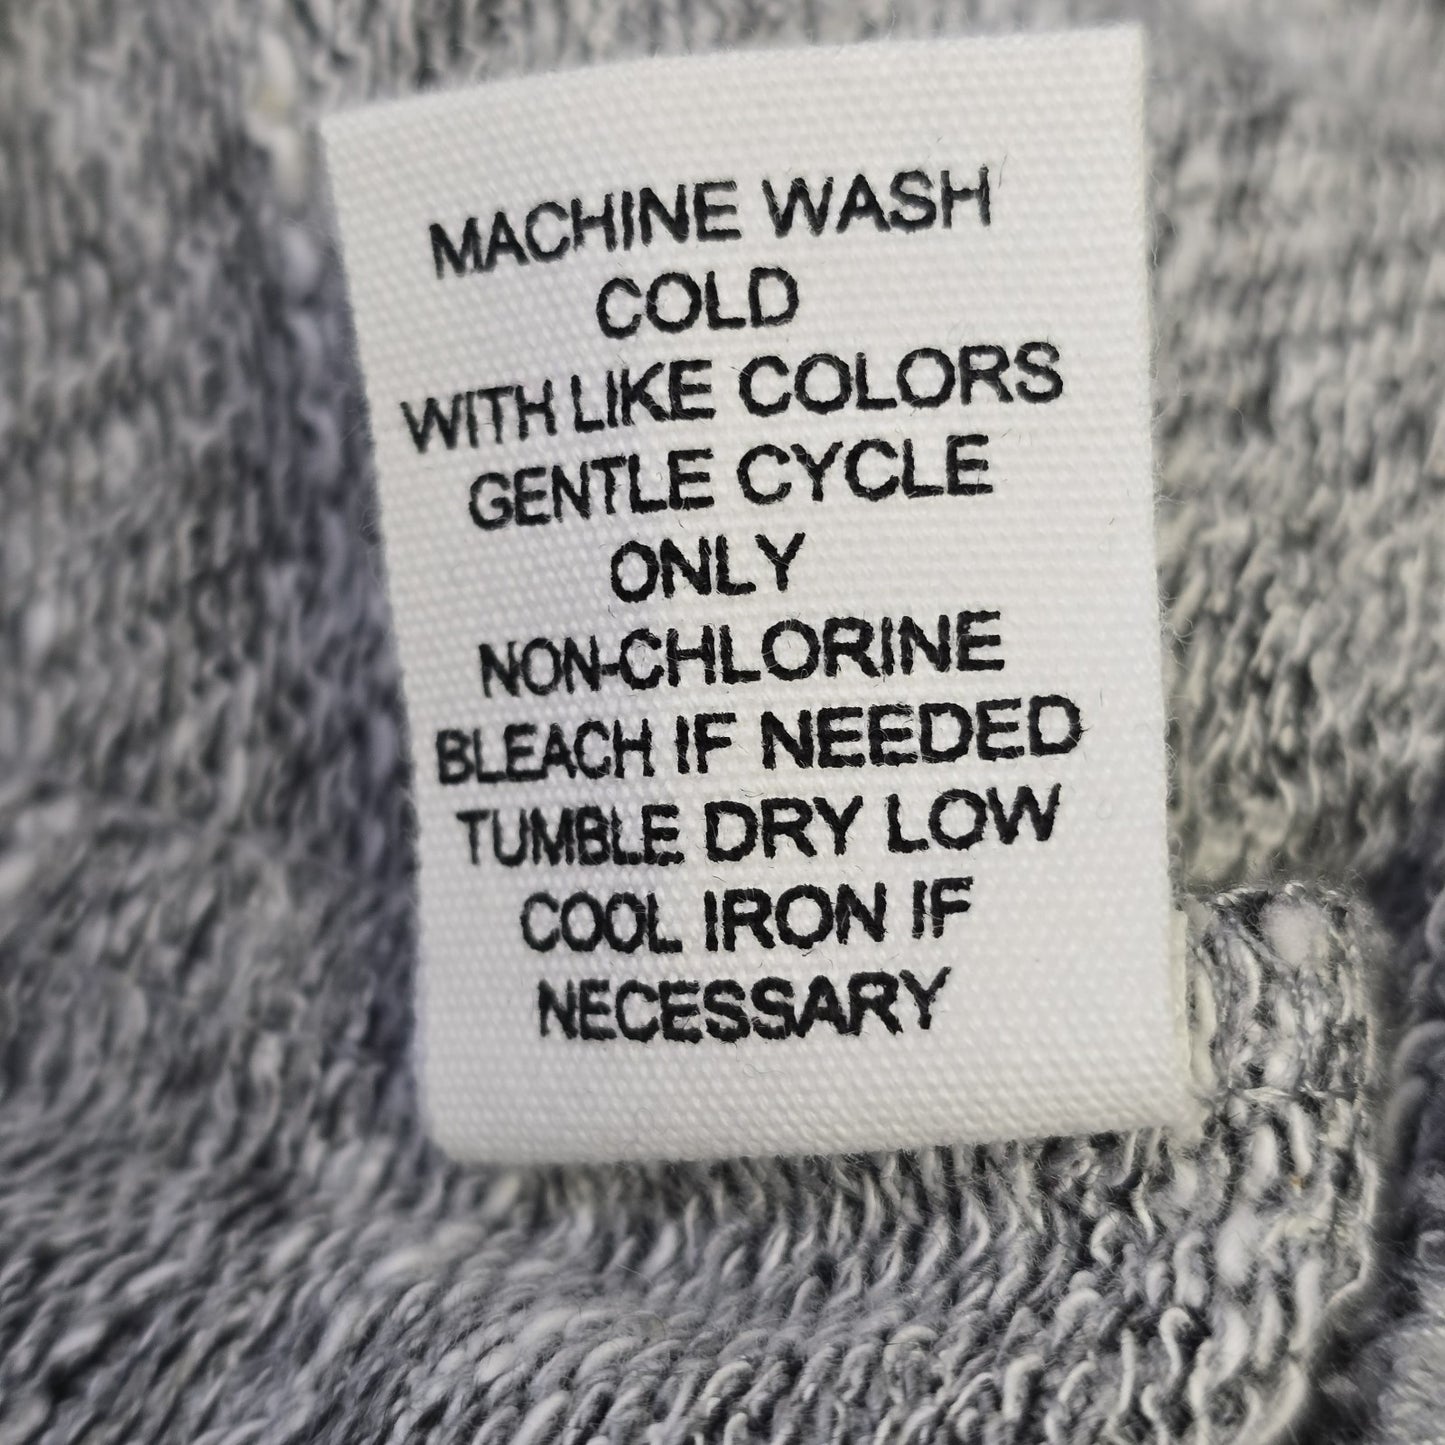 MACHINE WASH
COLD
WITH LIKE COLORS
GENTLE CYCLE
ONLY
NON-CHLORINE
BLEACH IF NEEDED
TUMBLE DRY LOW
COOL IRON IF
NECESSARY